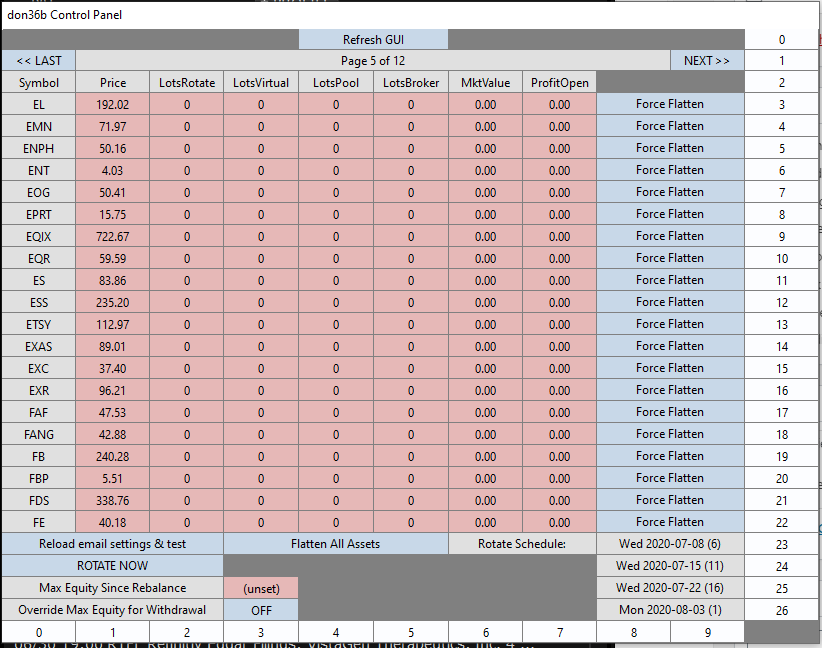 don36b Control Panel
Refresh GUI 0
<< LAST Page 5 of 12 NEXT >> 1
Symbol Price LotsRotate LotsVirtual LotsPool LotsBroker MktValue ProfitOpen 2
EL 192.02 0 0 0 0 0.00 0.00 Force Flatten 3
EMN 71.97 0 0 0 0 0.00 0.00 Force Flatten 4
ENPH 50.16 0 0 0 0 0.00 0.00 Force Flatten 5
ENT 4.03 0 0 0 0 0.00 0.00 Force Flatten 6
EOG 50.41 0 0 0 0 0.00 0.00 Force Flatten 7
EPRT 15.75 0 0 0 0 0.00 0.00 Force Flatten 8
EQIX 722.67 0 0 0 0 0.00 0.00 Force Flatten 9
EQR 59.59 0 0 0 0 0.00 0.00 Force Flatten 10
ES 83.86 0 0 0 0 0.00 0.00 Force Flatten 11
ESS 235.20 0 0 0 0 0.00 0.00 Force Flatten 12
ETSY 112.97 0 0 0 0 0.00 0.00 Force Flatten 13
EXAS 89.01 0 0 0 0 0.00 0.00 Force Flatten 14
EXC 37.40 0 0 0 0 0.00 0.00 Force Flatten 15
EXR 96.21 0 0 0 0 0.00 0.00 Force Flatten 16
FAF 47.53 0 0 0 0 0.00 0.00 Force Flatten 17
FANG 42.88 0 0 0 0 0.00 0.00 Force Flatten 18
FB 240.28 0 0 0 0 0.00 0.00 Force Flatten 19
FBP 5.51 0 0 0 0 0.00 0.00 Force Flatten 20
FDS 338.76 0 0 0 0 0.00 0.00 Force Flatten 21
FE 40.18 0 0 0 0 0.00 0.00 Force Flatten 22
Reload email settings & test Flatten All Assets Rotate Schedule: Wed 2020-07-08 (6) 23
ROTATE NOW Wed 2020-07-15 (11) 24
Max Equity Since Rebalance (unset) Wed 2020-07-22 (16) 25
Override Max Equity for Withdrawal OFF Mon 2020-08-03 (1) 26
0 1 2 3 4 5 6 7 8 9